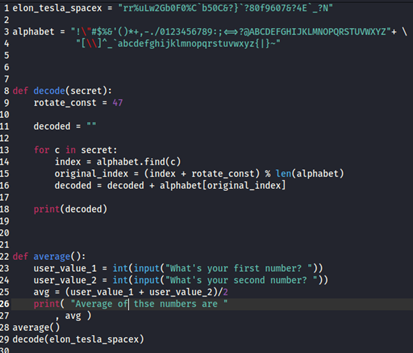 1 elon_tesla_spacex = "rr%uLw2Gb0F0%C`b50C6?}`?80f96076?4E`_?N"
2
3 alphabet = "!\"#$%&'()*+,-./0123456789:;<=>?@ABCDEFGHIJKLMNOPQRSTUVWXYZ"+ \
4 "[\\]^_`abcdefghijklmnopqrstuvwxyz{|}~"
5
6
7
8 def decode(secret):
9 rotate_const = 47
10
11 decoded = ""
12
13 for c in secret:
14 index = alphabet.find(c)
15 original_index = (index + rotate_const) % len(alphabet)
16 decoded = decoded + alphabet[original_index]
17
18 print(decoded)
19
20
21
22 def average():
23 user_value_1 = int(input("What's your first number? "))
24 user_value_2 = int(input("What's your second number? "))
25 avg = (user_value_1 + user_value_2)/2
26 print( "Average of thse numbers are "
27 , avg )
28 average()
29 decode(elon_tesla_spacex)
30